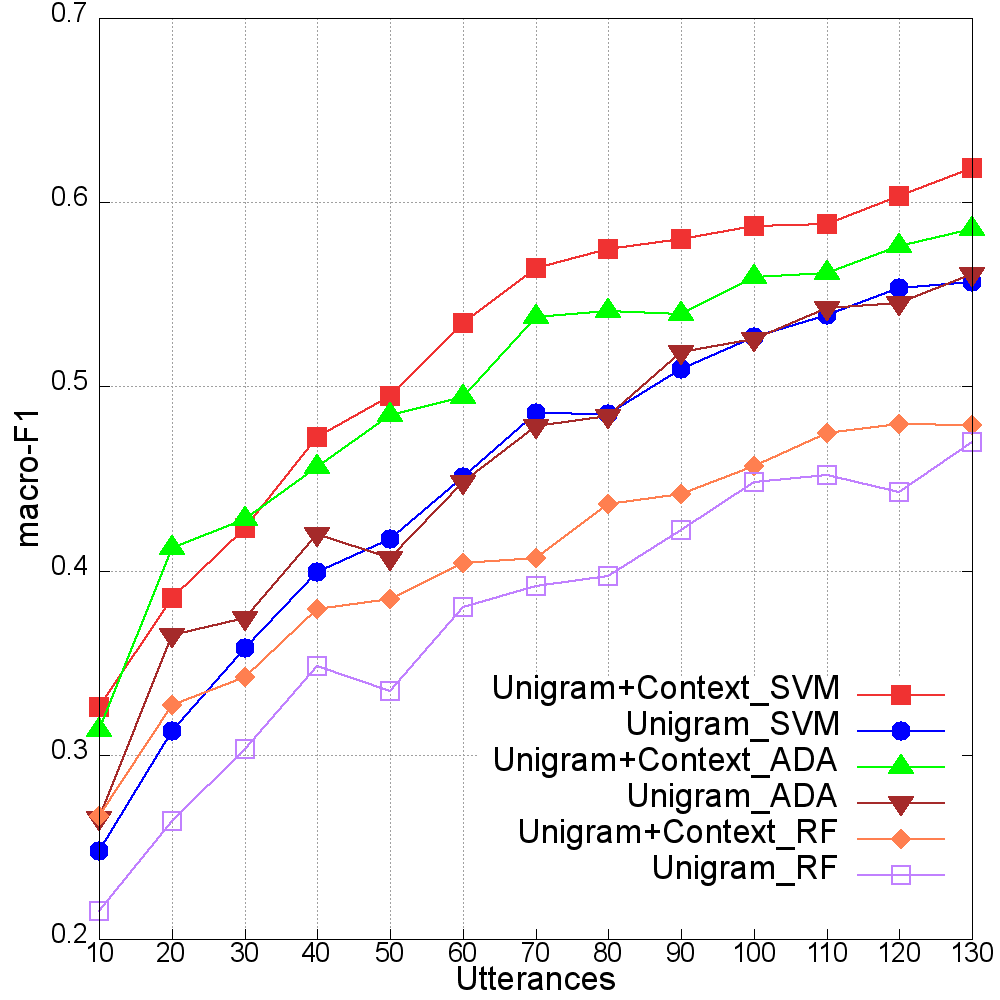 0.7
0.6
0.5
0.4
0.3
0.2
macro-F1
Unigram+Context_SVM
Unigram_SVM
Unigram+Context_ADA
Unigram_ADA
Unigram+Context_RF
Unigram_RF
10 20 30 40 50 60 70 80 90 100 110 120 130
Utterances